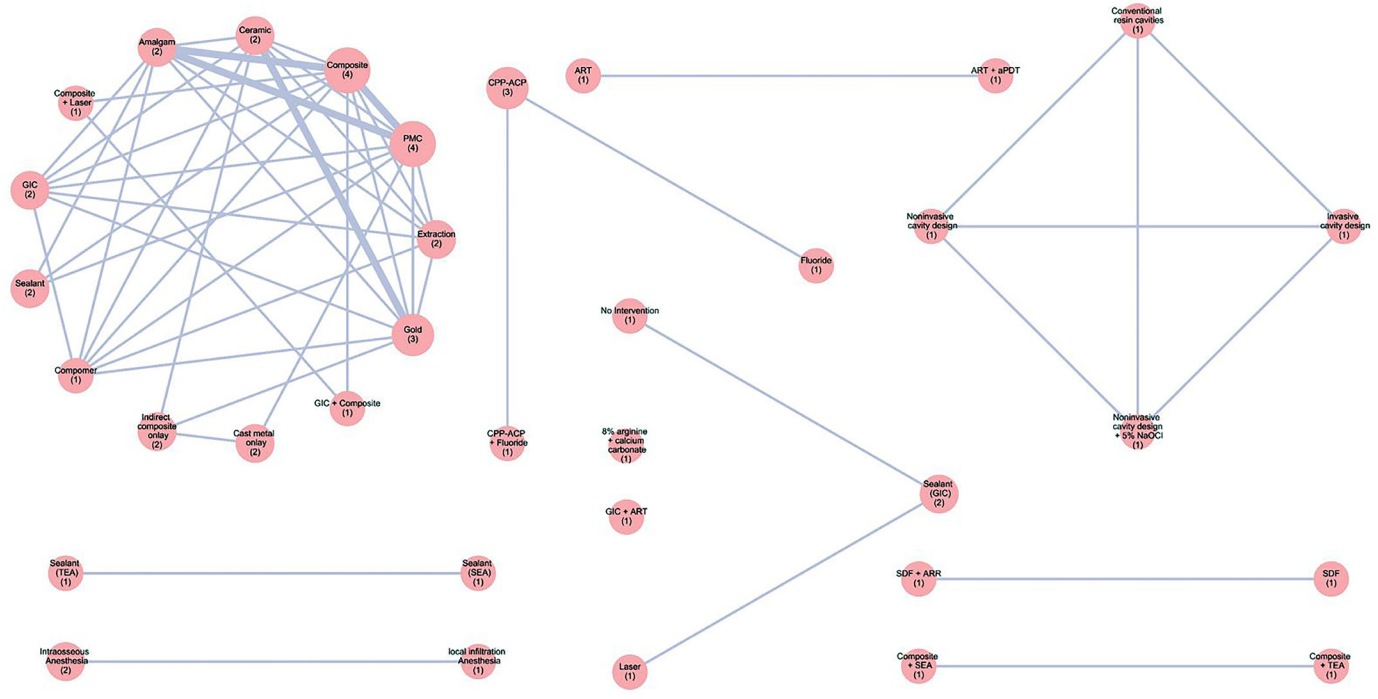 Amalgam
(2)
Ceramic
(2)
Composite
(4)
Composite
+ Laser
(1)
PMC
(4)
GIC
(2)
Extraction
(2)
Sealant
(2)
Gold
(3)
Compomer
(1)
Indirect
composite
onlay
(2)
Cast metal
onlay
(2)
GIC + Composite
(1)
CPP-ACP
(3)
Fluoride
(1)
CPP-ACP
+ Fluoride
(1)
ART
(1)
ART + aPDT
(1)
Conventional
resin cavities
(1)
Noninvasive
cavity design
(1)
Invasive
cavity design
(1)
Noninvasive
cavity design
+ 5% NaOCl
(1)
No Intervention
(1)
8% arginine
+ calcium
carbonate
(1)
GIC + ART
(1)
Sealant
(GIC)
(2)
Laser
(1)
Sealant
(TEA)
(1)
Sealant
(SEA)
(1)
Intraosseous
Anesthesia
(2)
local infiltration
Anesthesia
(1)
SDF + ARR
(1)
SDF
(1)
Composite
+ SEA
(1)
Composite
+ TEA
(1)